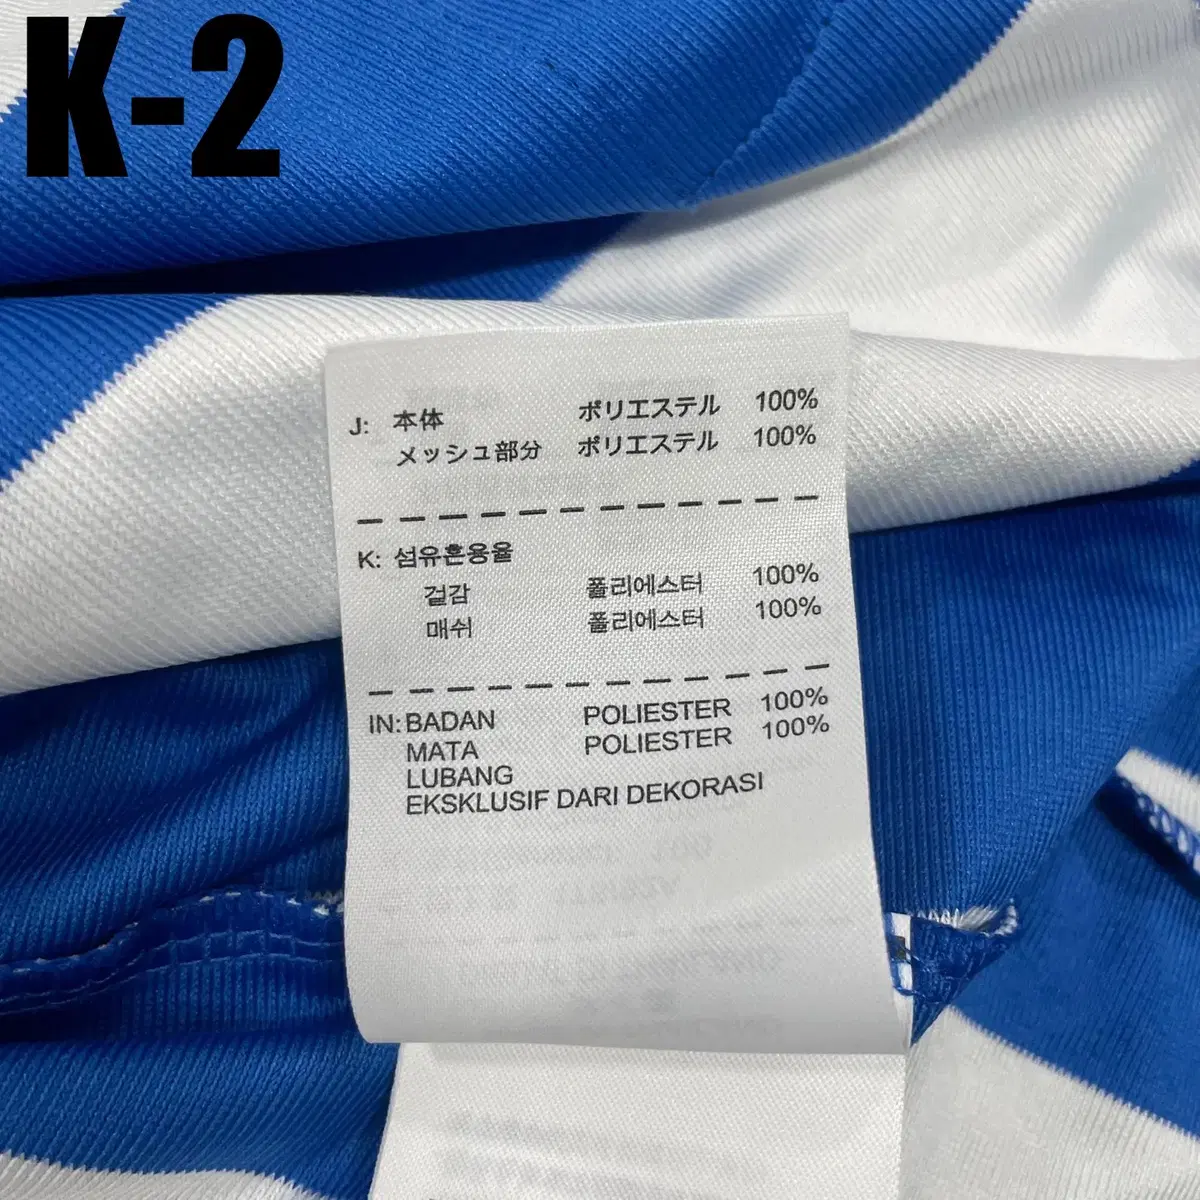 K-2
J: 本体 ポリエステル 100%
メッシュ部分 ポリエステル 100%
K: 섬유혼용율
겉감 폴리에스터 100%
매쉬 폴리에스터 100%
IN: BADAN POLIESTER 100%
MATA POLIESTER 100%
LUBANG
EKSKLUSIF DARI DEKORASI